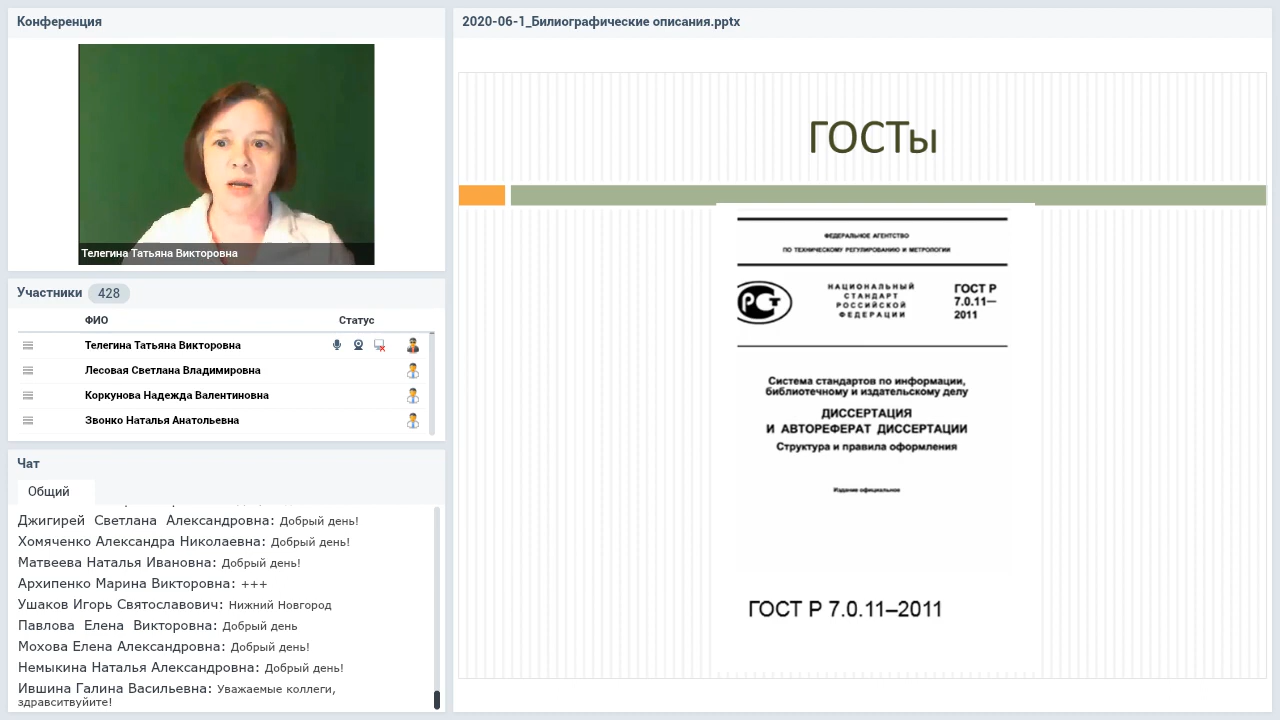 Конференция
Телегина Татьяна Викторовна
Участники 428
ФИО Статус
Телегина Татьяна Викторовна
Лесовая Светлана Владимировна
Коркунова Надежда Валентиновна
Звонко Наталья Анатольевна
Чат
Общий
Джигирей Светлана Александровна: Добрый день!
Хомяченко Александра Николаевна: Добрый день!
Матвеева Наталья Ивановна: Добрый день!
Архипенко Марина Викторовна: +++
Ушаков Игорь Святославович: Нижний Новгород
Павлова Елена Викторовна: Добрый день
Мохова Елена Александровна: Добрый день!
Немыкина Наталья Александровна: Добрый день!
Ившина Галина Васильевна: Уважаемые коллеги,
здравситвуйите!
2020-06-1_Билиографические описания.pptx
ГОСТы
ФЕДЕРАЛЬНОЕ АГЕНТСТВО
ПО ТЕХНИЧЕСКОМУ РЕГУЛИРОВАНИЮ И МЕТРОЛОГИИ
НАЦИОНАЛЬНЫЙ
СТАНДАРТ
РОССИЙСКОЙ
ФЕДЕРАЦИИ
ГОСТ Р
7.0.11—
2011
Система стандартов по информации,
библиотечному и издательскому делу
ДИССЕРТАЦИЯ
И АВТОРЕФЕРАТ ДИССЕРТАЦИИ
Структура и правила оформления
Издание официальное
ГОСТ Р 7.0.11–2011